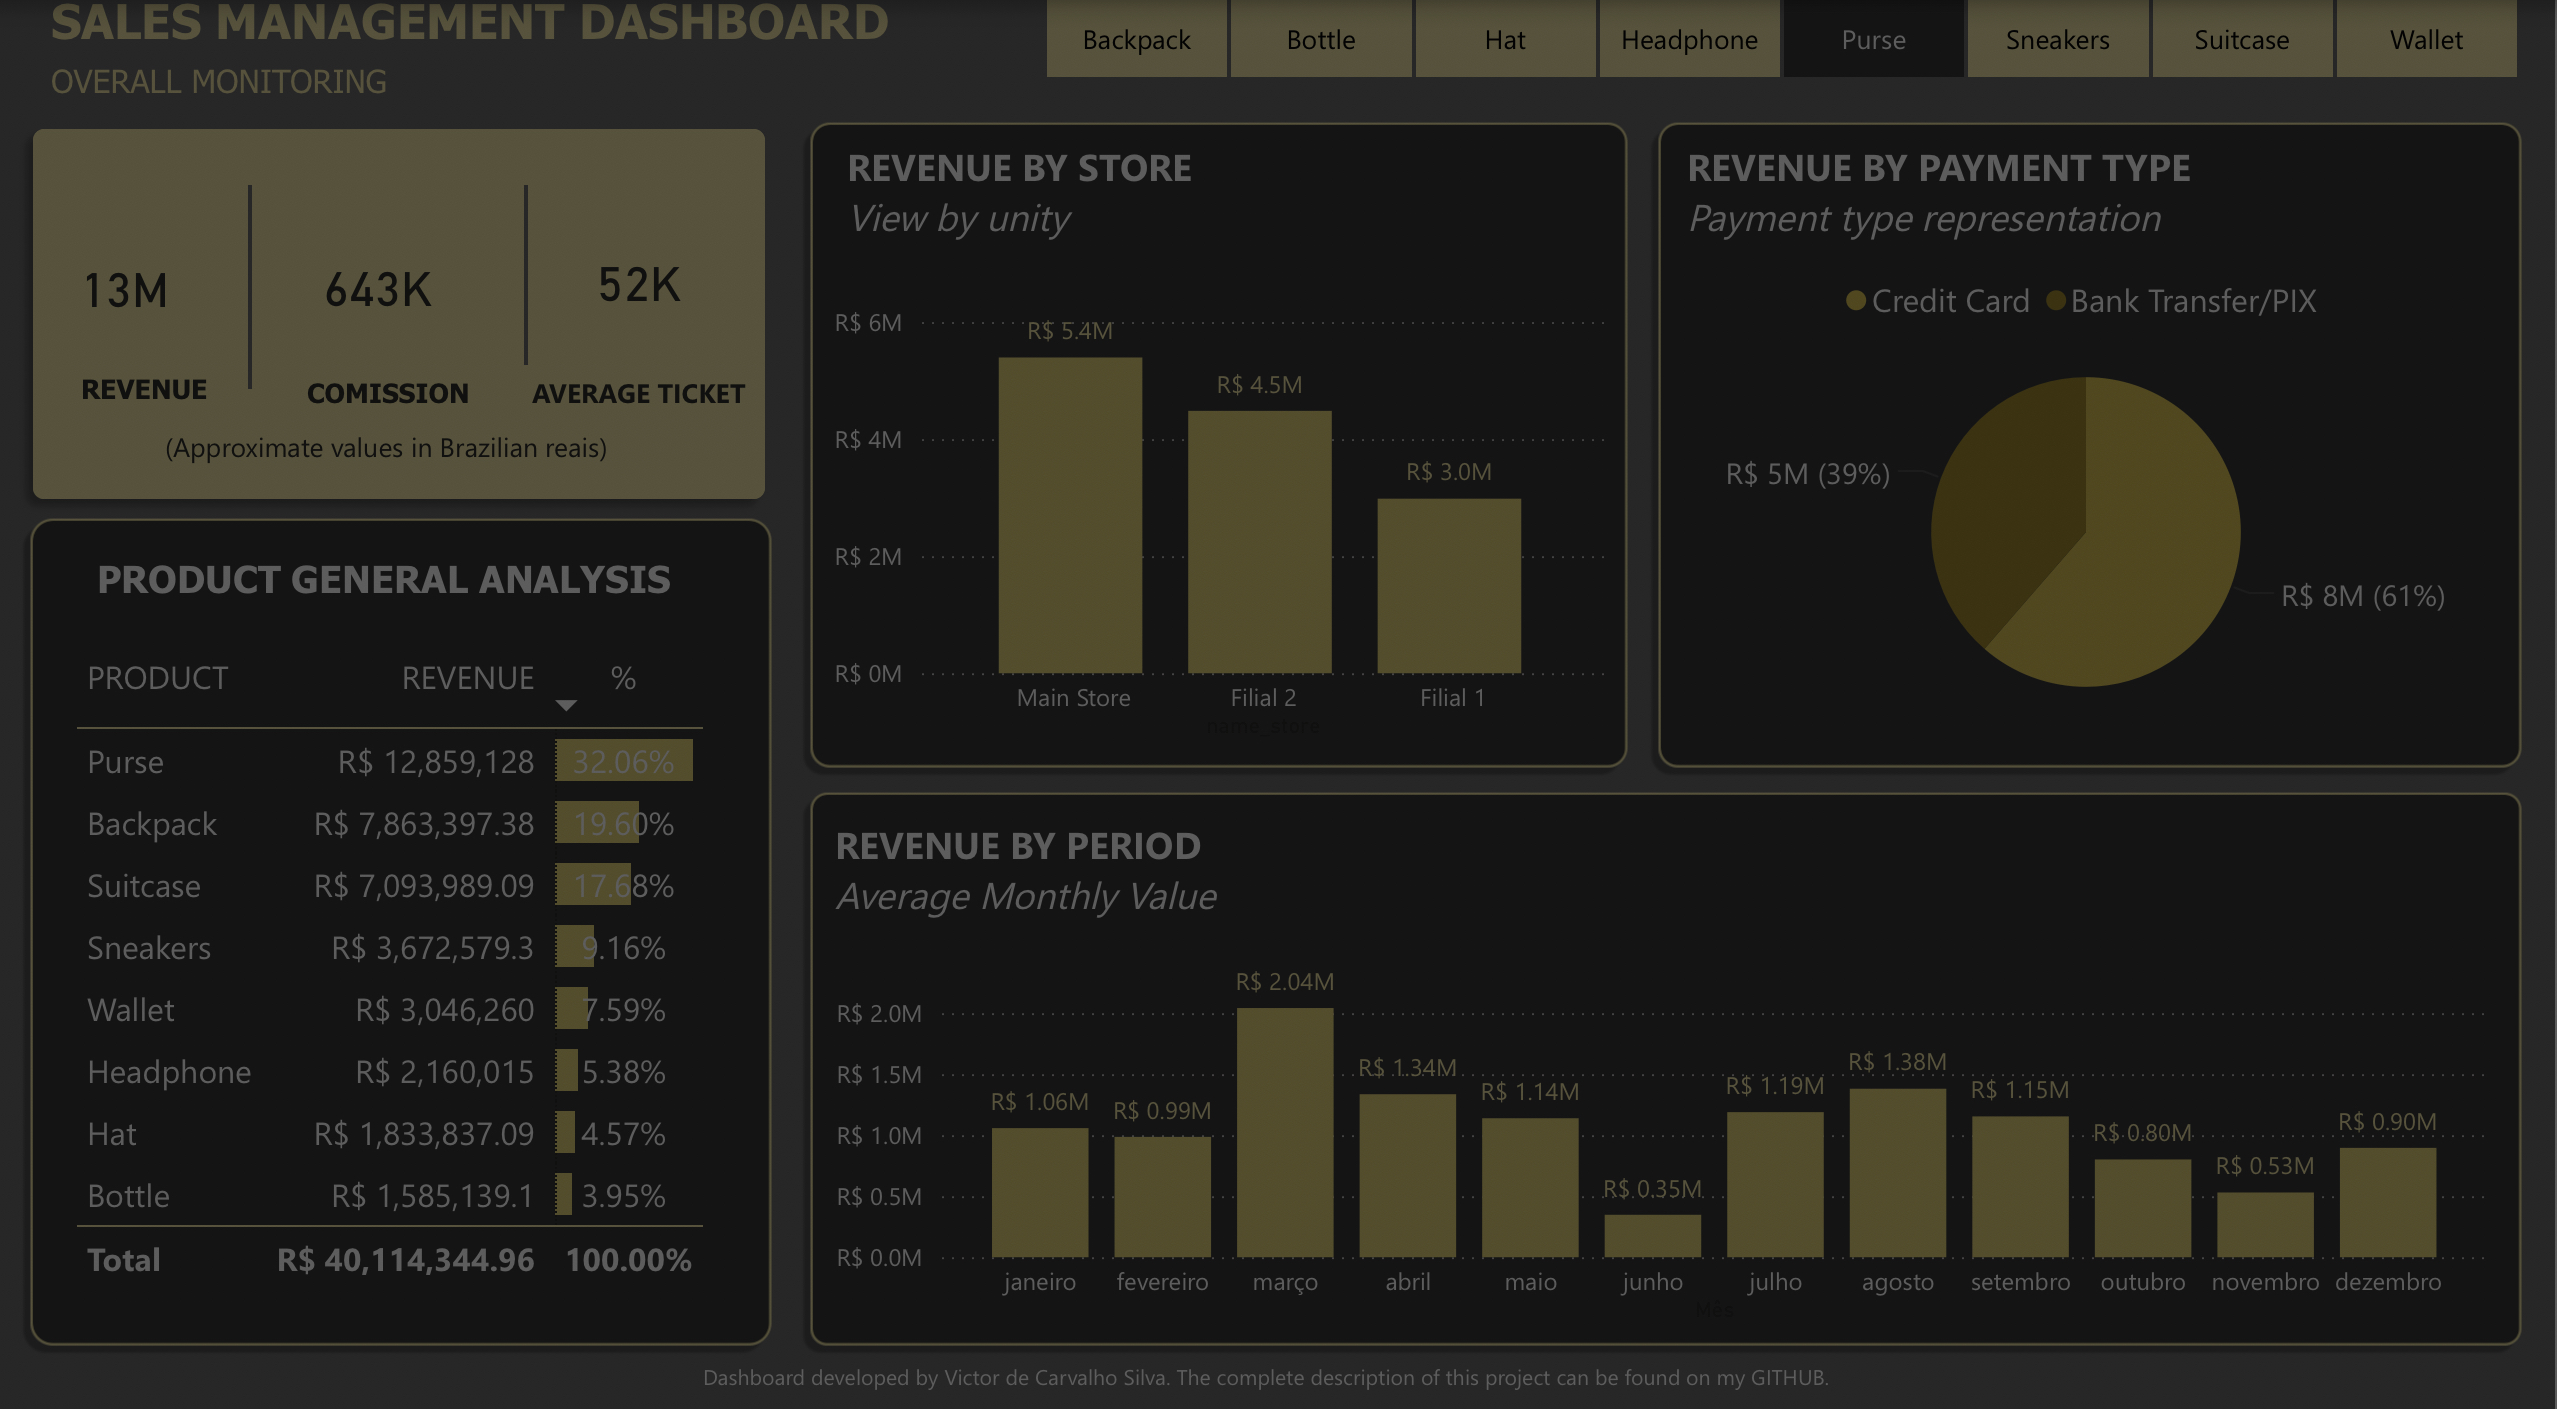 SALES MANAGEMENT DASHBOARD
OVERALL MONITORING
Backpack
Bottle
Hat
Headphone
Purse
Sneakers
Suitcase
Wallet
13M
643K
52K
REVENUE
COMISSION
AVERAGE TICKET
(Approximate values in Brazilian reais)
REVENUE BY STORE
View by unity
R$ 6M
R$ 4M
R$ 2M
R$ 0M
R$ 5.4M
R$ 4.5M
R$ 3.0M
Main Store
Filial 2
Filial 1
name_store
REVENUE BY PAYMENT TYPE
Payment type representation
Credit Card
Bank Transfer/PIX
R$ 5M (39%)
R$ 8M (61%)
PRODUCT GENERAL ANALYSIS
PRODUCT REVENUE %
Purse R$ 12,859,128 32.06%
Backpack R$ 7,863,397.38 19.60%
Suitcase R$ 7,093,989.09 17.68%
Sneakers R$ 3,672,579.3 9.16%
Wallet R$ 3,046,260 7.59%
Headphone R$ 2,160,015 5.38%
Hat R$ 1,833,837.09 4.57%
Bottle R$ 1,585,139.1 3.95%
Total R$ 40,114,344.96 100.00%
REVENUE BY PERIOD
Average Monthly Value
R$ 2.0M
R$ 1.5M
R$ 1.0M
R$ 0.5M
R$ 0.0M
R$ 1.06M
R$ 0.99M
R$ 2.04M
R$ 1.34M
R$ 1.14M
R$ 0.35M
R$ 1.19M
R$ 1.38M
R$ 1.15M
R$ 0.80M
R$ 0.53M
R$ 0.90M
janeiro
fevereiro
março
abril
maio
junho
julho
agosto
setembro
outubro
novembro
dezembro
Mês
Dashboard developed by Victor de Carvalho Silva. The complete description of this project can be found on my GITHUB.